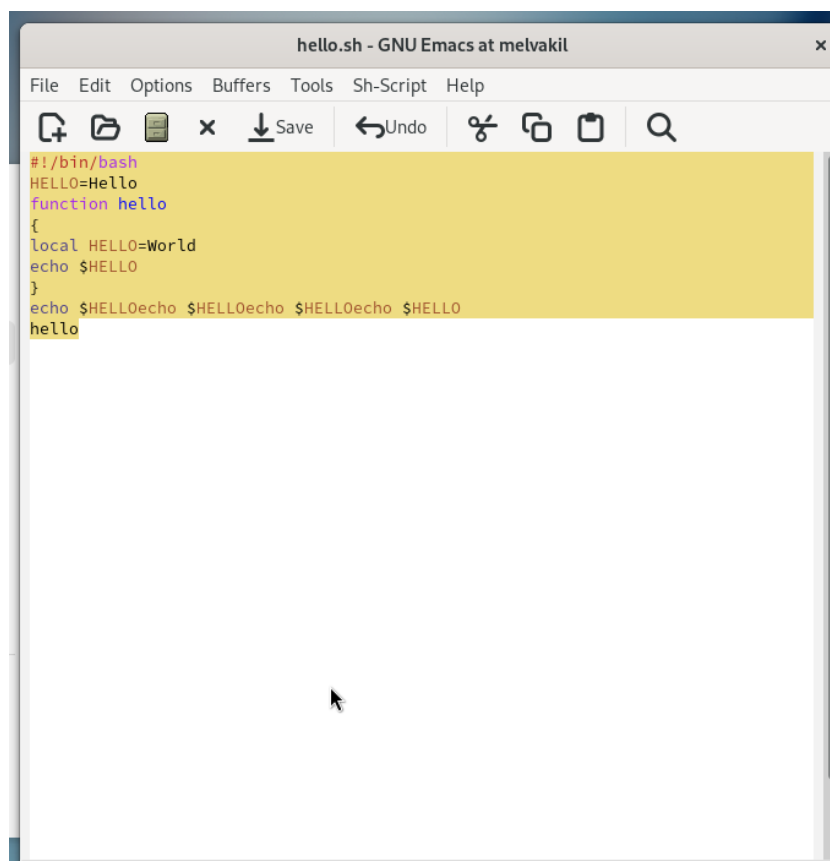 hello.sh - GNU Emacs at melvakil ×
File Edit Options Buffers Tools Sh-Script Help
Save Undo
#!/bin/bash
HELLO=Hello
function hello
{
local HELLO=World
echo $HELLO
}
echo $HELLOecho $HELLOecho $HELLOecho $HELLO
hello